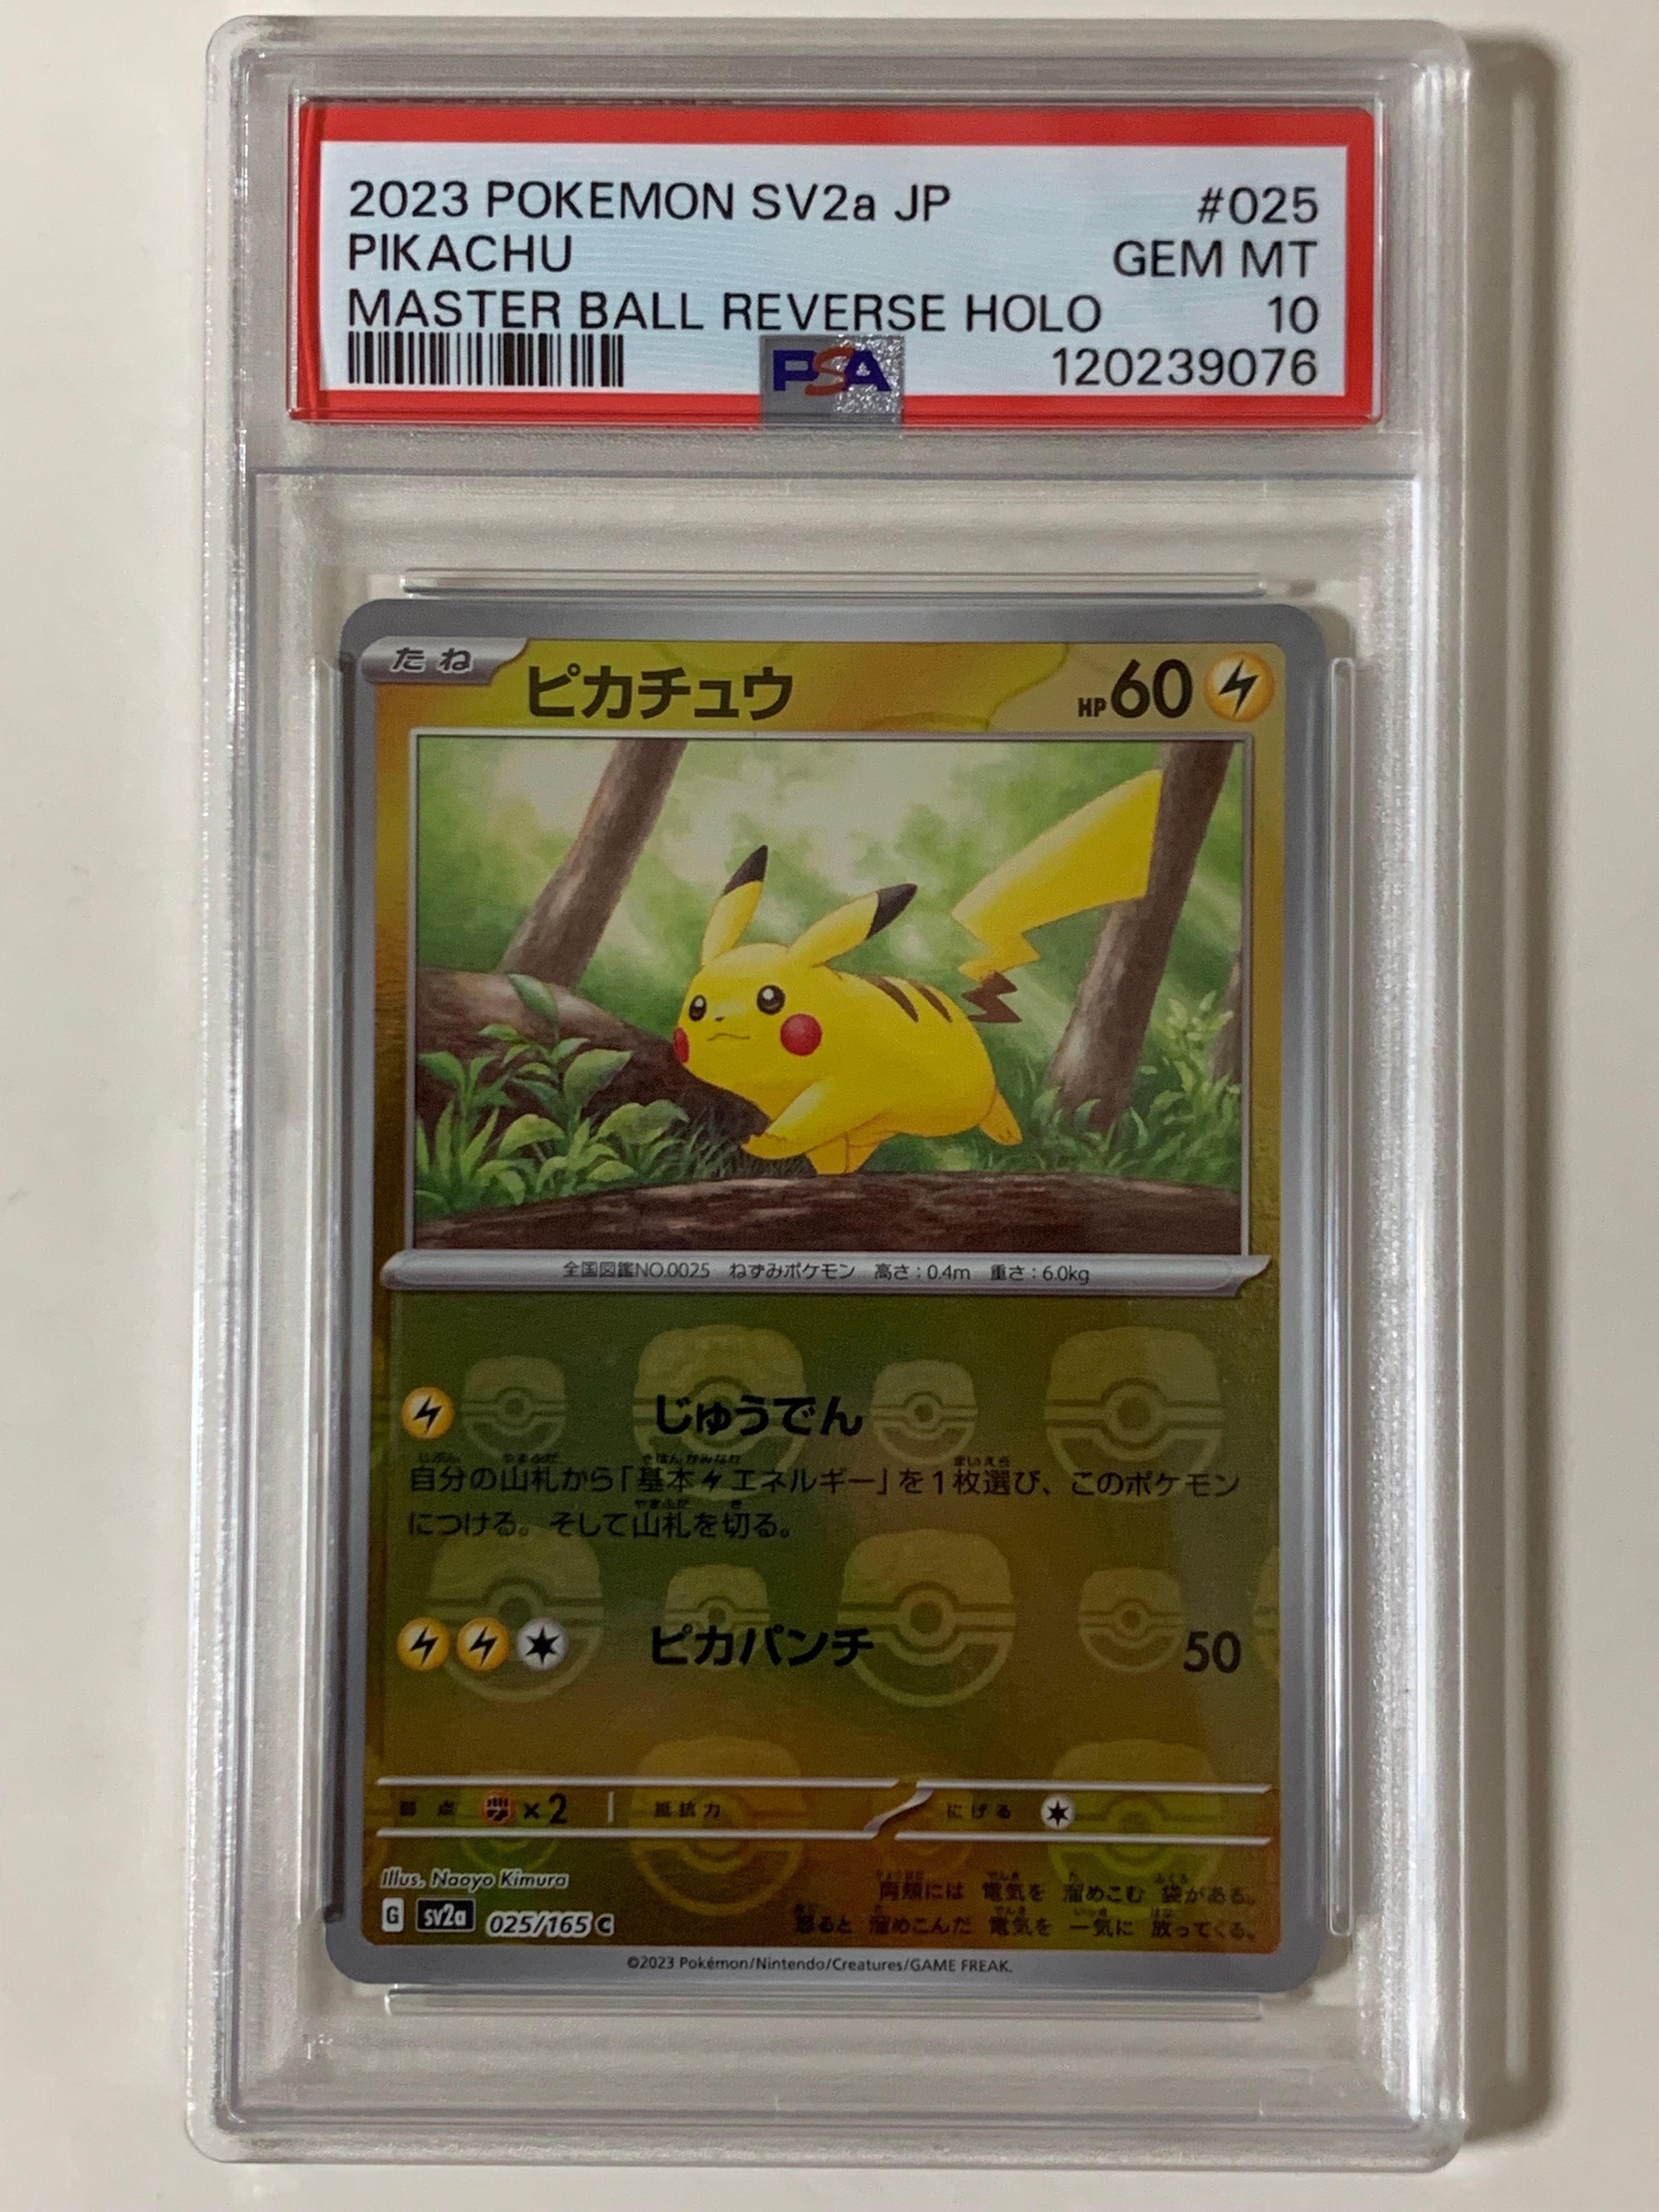 2023 POKEMON SV2a JP #025
PIKACHU GEM MT
MASTER BALL REVERSE HOLO 10
PSA 120239076
たね ピカチュウ HP60
全国図鑑NO.0025 ねずみポケモン 高さ:0.4m 重さ:6.0kg
じゅうでん
自分の山札から「基本エネルギー」を1枚選び、このポケモン
につける。そして山札を切る。
ピカパンチ 50
弱点 ×2 抵抗力 にげる
Illus. Naoyo Kimura
両頬には 電気を 溜めこむ 袋がある。
怒ると 溜めこんだ 電気を 一気に 放ってくる。
G sv2a 025/165 C
©2023 Pokémon/Nintendo/Creatures/GAME FREAK.